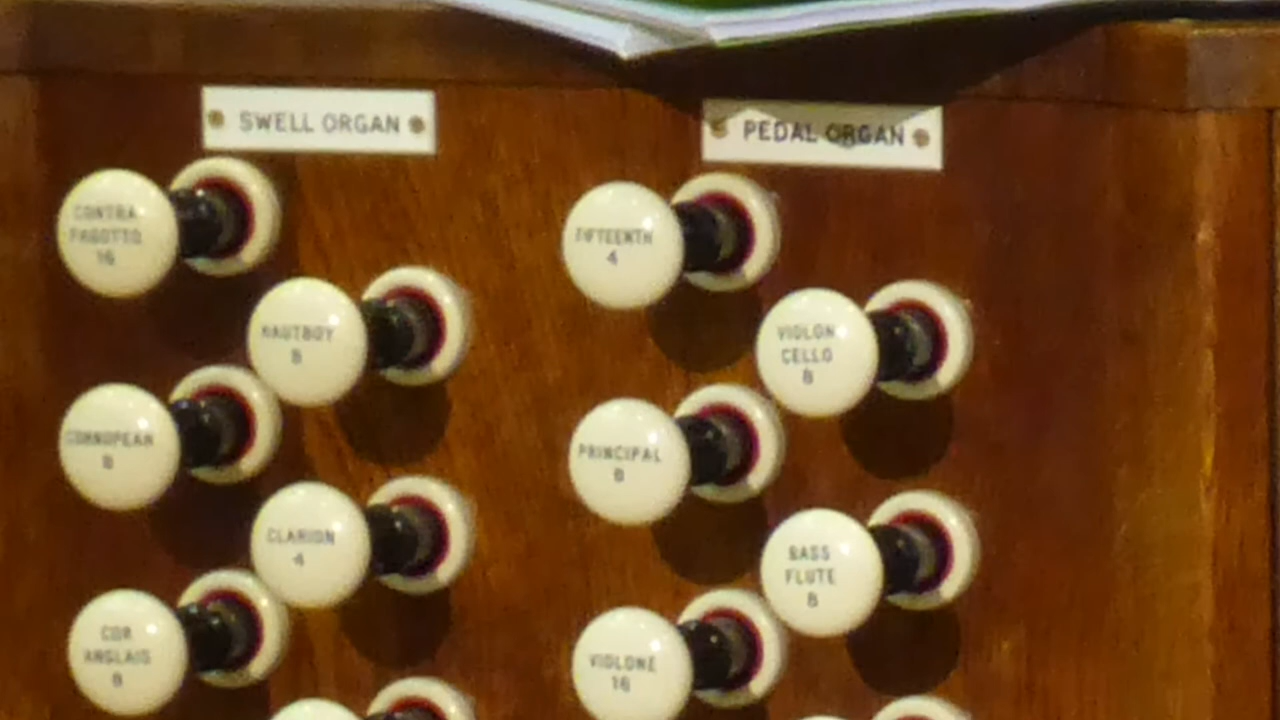 SWELL ORGAN
PEDAL ORGAN
CONTRA
FAGOTTO
16
HAUTBOY
8
CORNOPEAN
8
CLARION
4
COR
ANGLAIS
8
FIFTEENTH
4
VIOLON
CELLO
8
PRINCIPAL
8
BASS
FLUTE
8
VIOLONE
16